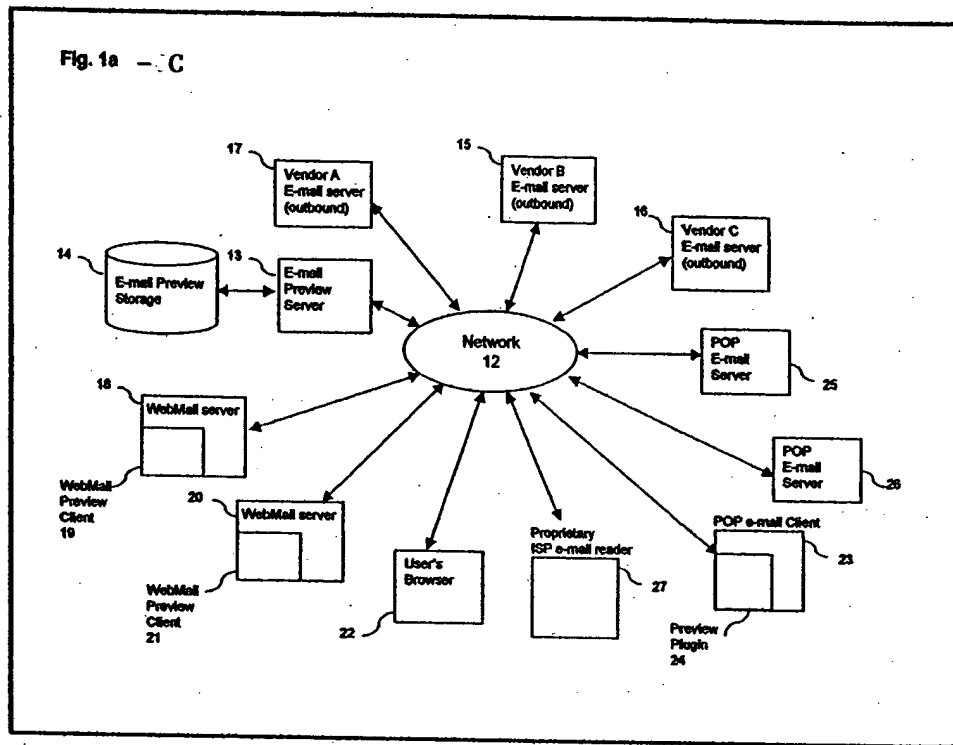 Fig. 1a - C
17
Vendor A
E-mail server
(outbound)
15
Vendor B
E-mail server
(outbound)
16
Vendor C
E-mail server
(outbound)
14
E-mail Preview
Storage
13
E-mail
Preview
Server
Network
12
POP
E-mail
Server
25
18
WebMail server
WebMail
Preview
Client
19
20
WebMail server
WebMail
Preview
Client
21
User's
Browser
22
Proprietary
ISP e-mail reader
27
POP e-mail Client
23
Preview
Plugin
24
POP
E-mail
Server
26